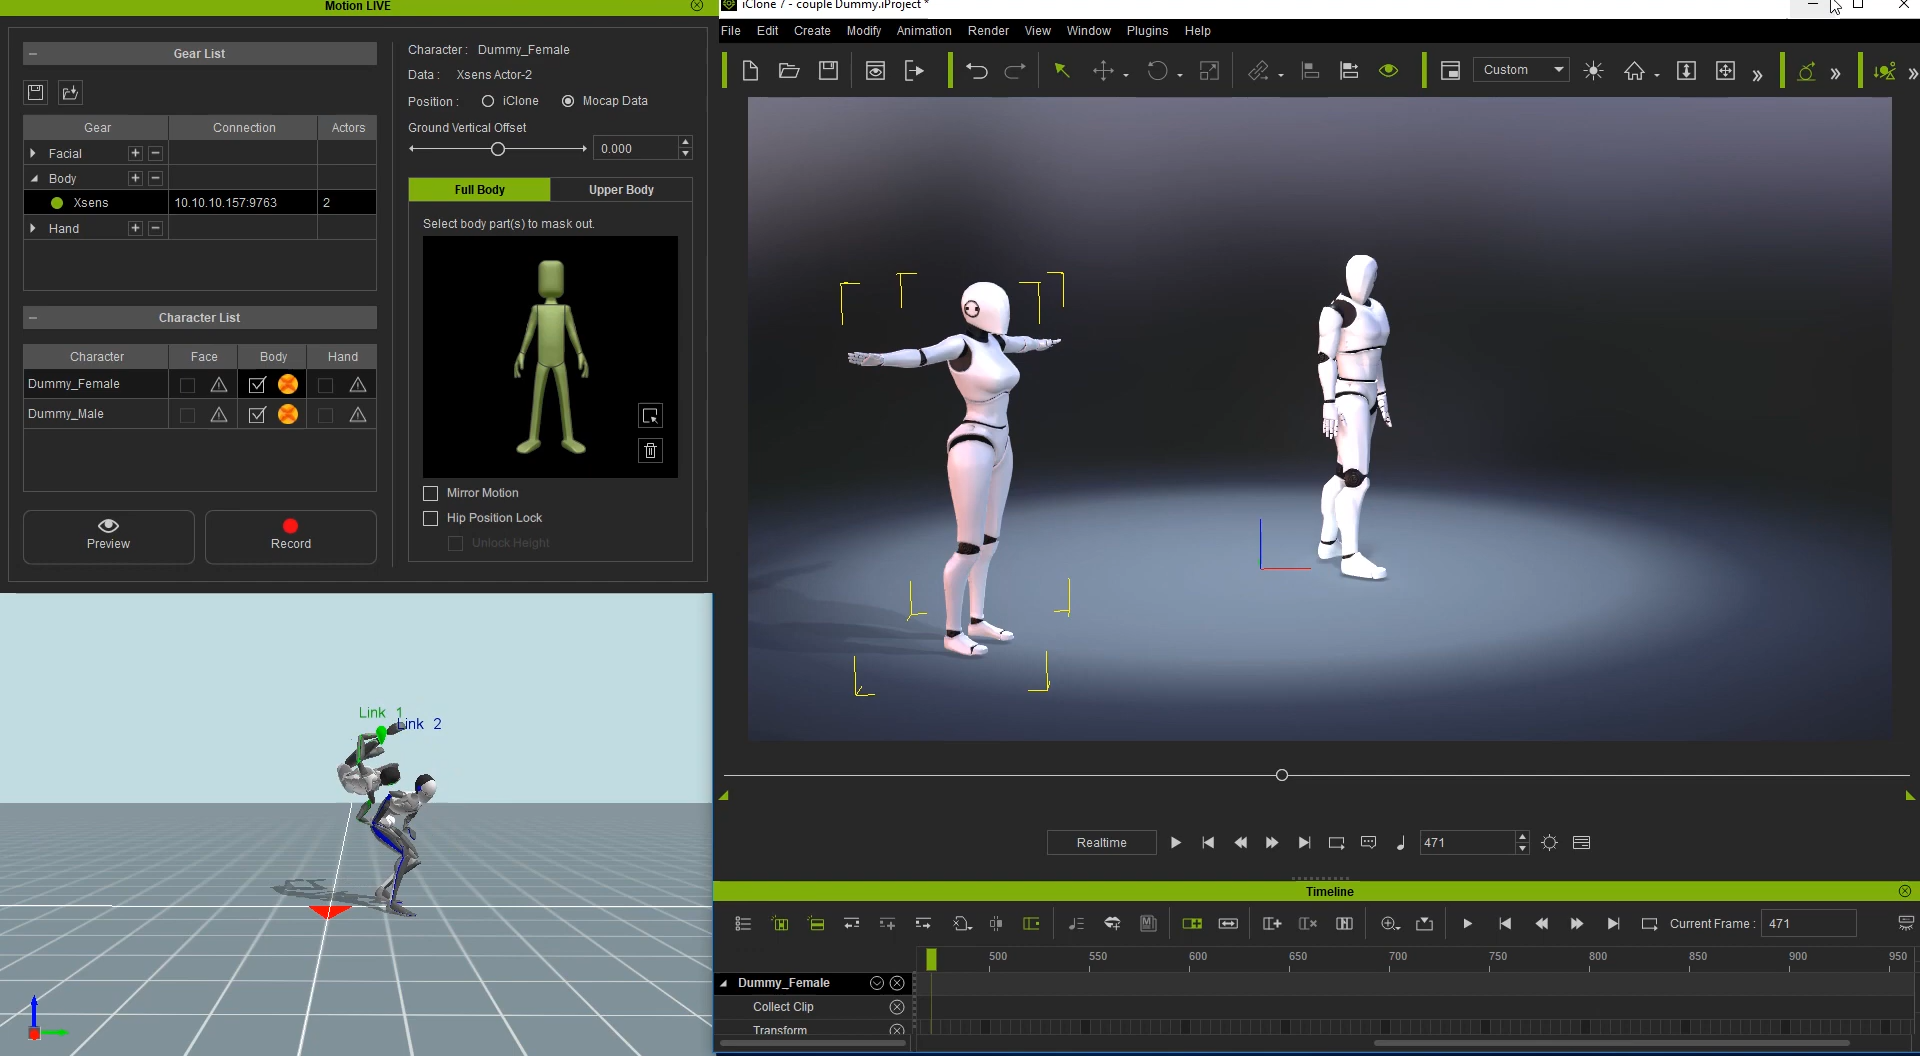 Motion LIVE
Gear List
Gear Connection Actors
Facial
Body
Xsens 10.10.10.157:9763 2
Hand
Character List
Character Face Body Hand
Dummy_Female
Dummy_Male
Preview
Record
Character : Dummy_Female
Data : Xsens Actor-2
Position : iClone Mocap Data
Ground Vertical Offset
0.000
Full Body Upper Body
Select body part(s) to mask out.
Mirror Motion
Hip Position Lock
Unlock Height
Link 1
Link 2
iClone 7 - couple Dummy.iProject *
File Edit Create Modify Animation Render View Window Plugins Help
Custom
Realtime 471
Timeline
Current Frame : 471
500 550 600 650 700 750 800 850 900 950
Dummy_Female
Collect Clip
Transform